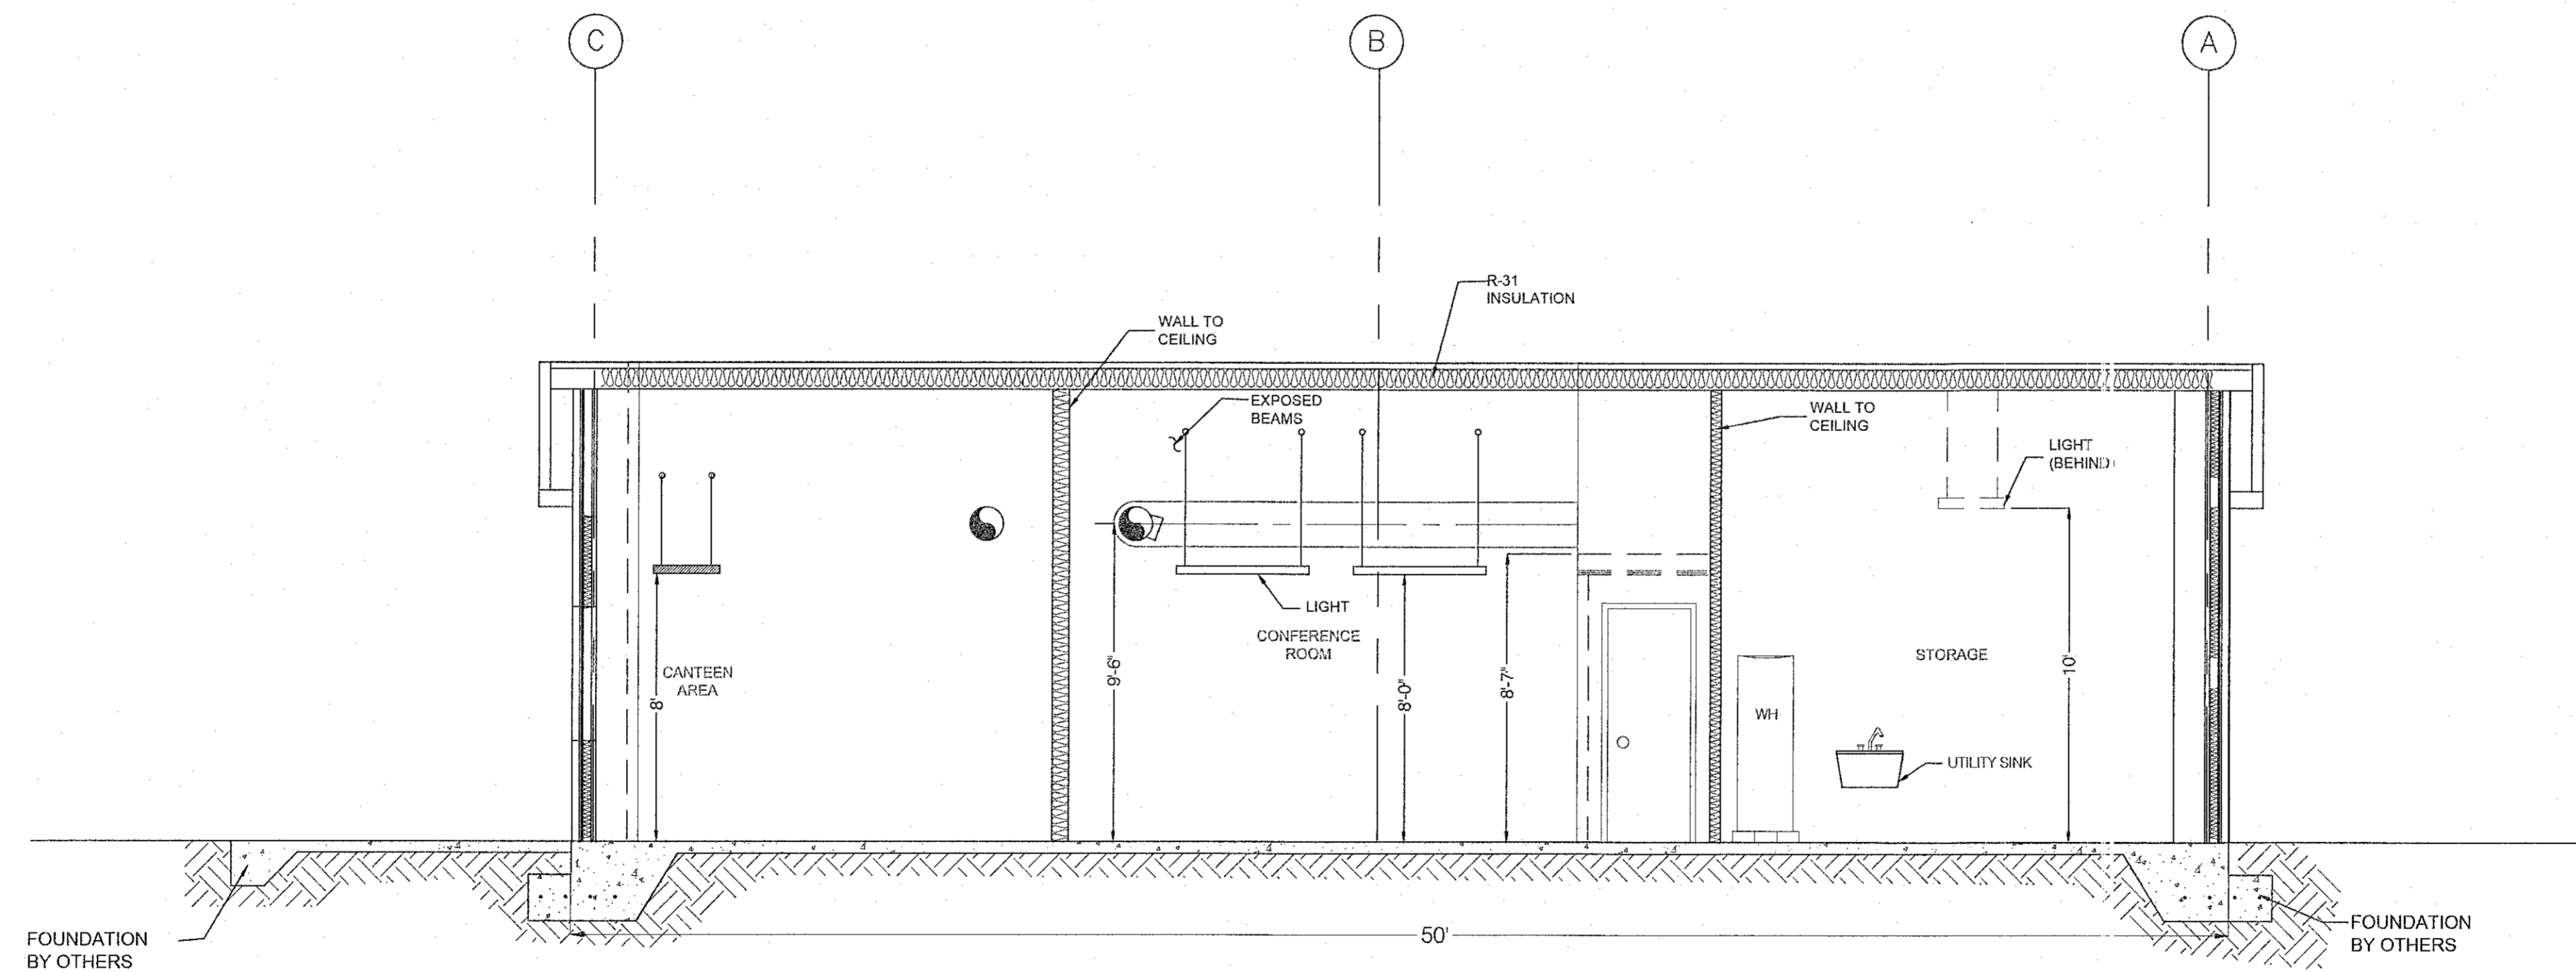 C
B
A
R-31
INSULATION
WALL TO
CEILING
EXPOSED
BEAMS
WALL TO
CEILING
LIGHT
(BEHIND)
LIGHT
CONFERENCE
ROOM
CANTEEN
AREA
8'
9'-6"
8'-0"
8'-7"
STORAGE
10'
WH
UTILITY SINK
FOUNDATION
BY OTHERS
50'
FOUNDATION
BY OTHERS